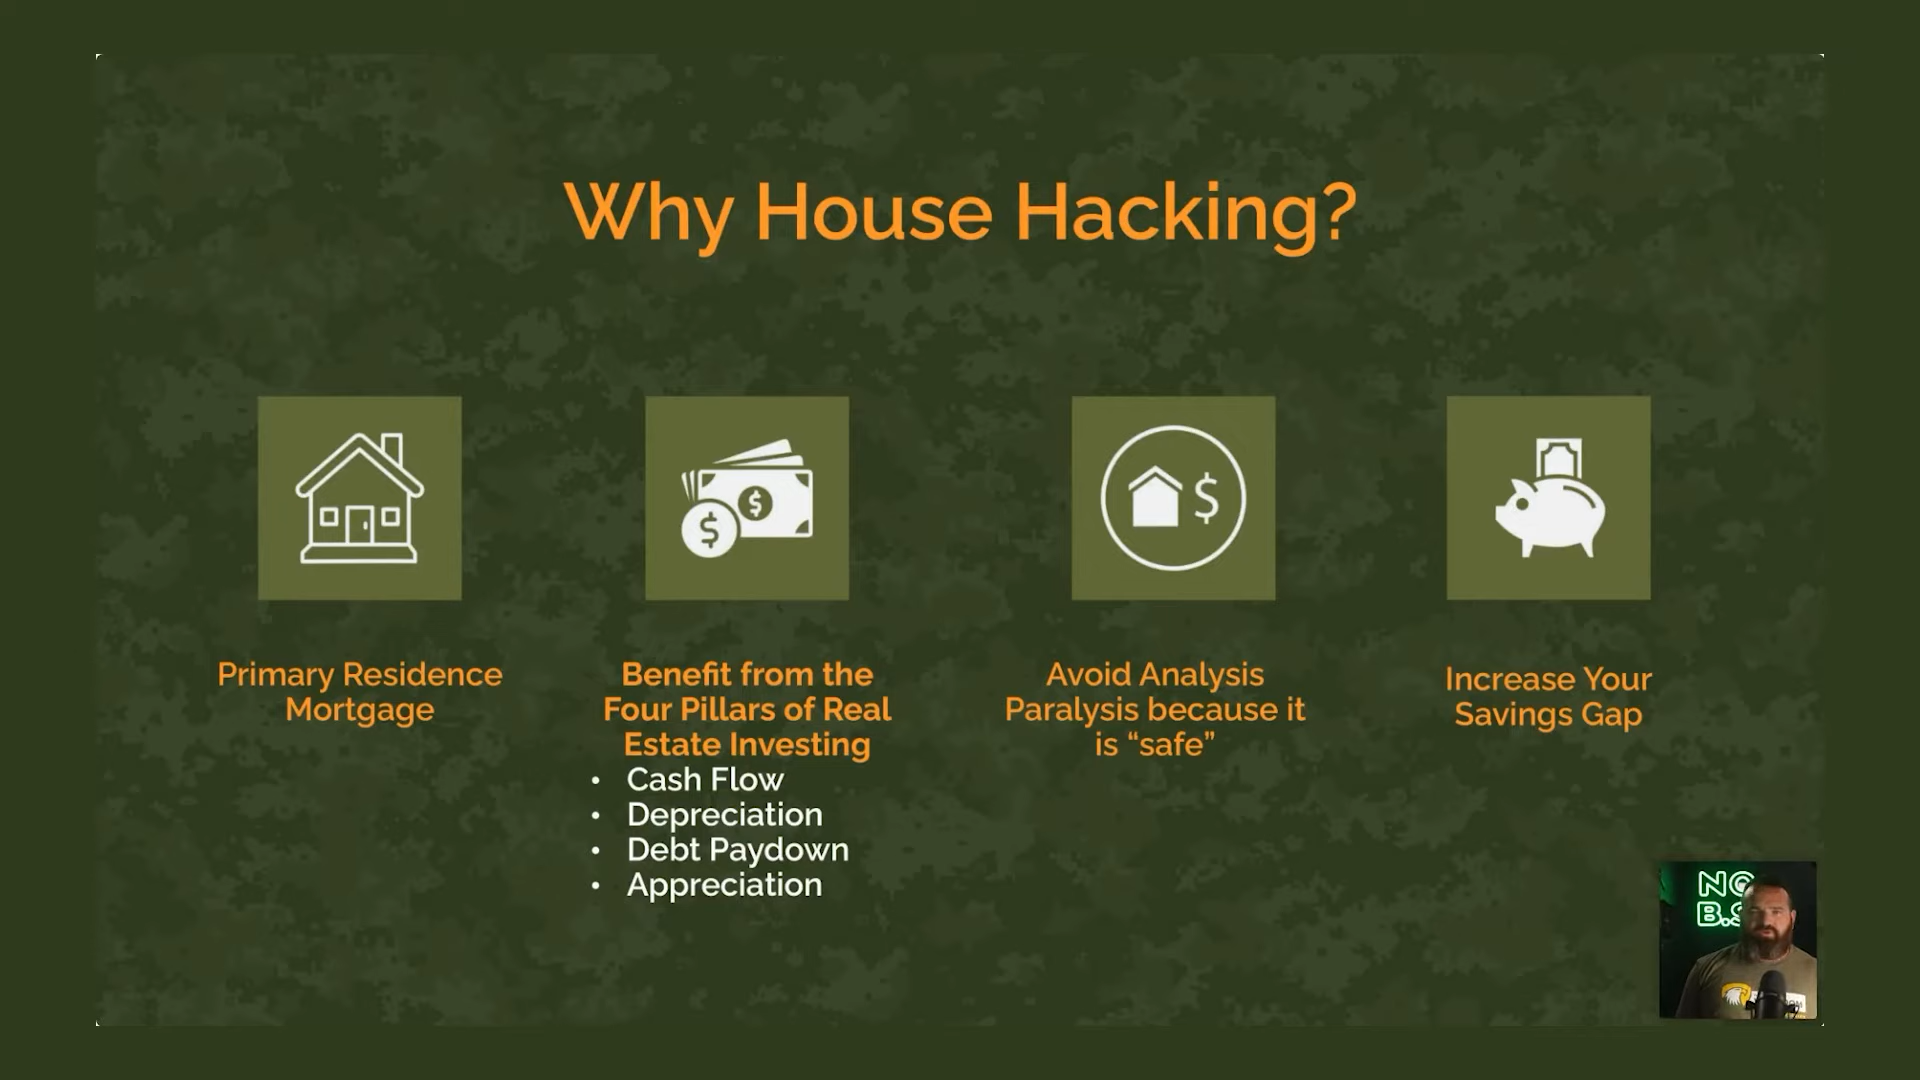 Why House Hacking?
Primary Residence
Mortgage
Benefit from the
Four Pillars of Real
Estate Investing
• Cash Flow
• Depreciation
• Debt Paydown
• Appreciation
Avoid Analysis
Paralysis because it
is “safe”
Increase Your
Savings Gap